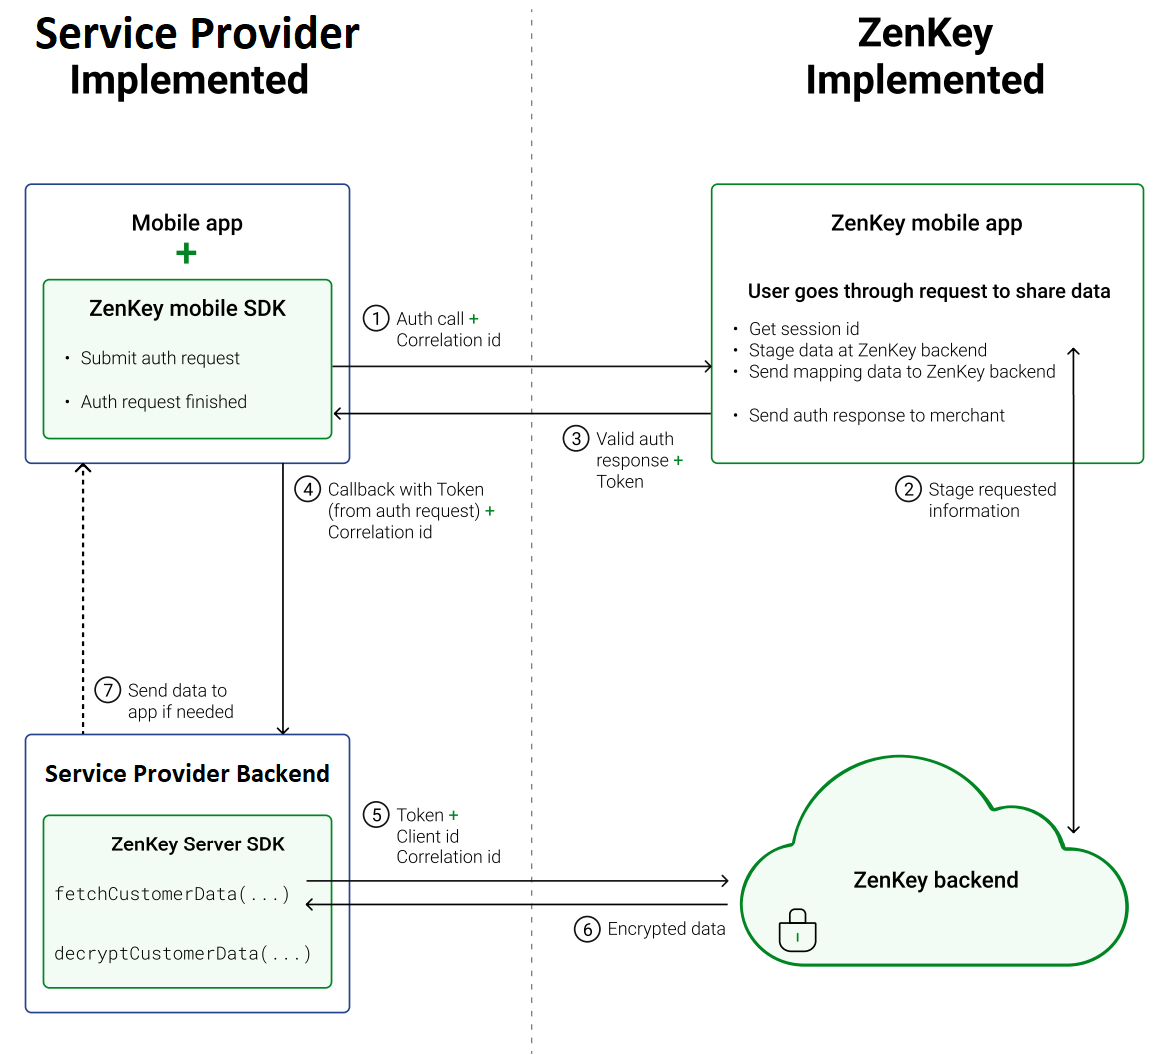 Service Provider
Implemented
ZenKey
Implemented
Mobile app
+
ZenKey mobile SDK
• Submit auth request
• Auth request finished
1 Auth call +
Correlation id
ZenKey mobile app
User goes through request to share data
• Get session id
• Stage data at ZenKey backend
• Send mapping data to ZenKey backend
• Send auth response to merchant
3 Valid auth
response +
Token
2 Stage requested
information
4 Callback with Token
(from auth request) +
Correlation id
7 Send data to
app if needed
Service Provider Backend
ZenKey Server SDK
fetchCustomerData(...)
decryptCustomerData(...)
5 Token +
Client id
Correlation id
6 Encrypted data
ZenKey backend